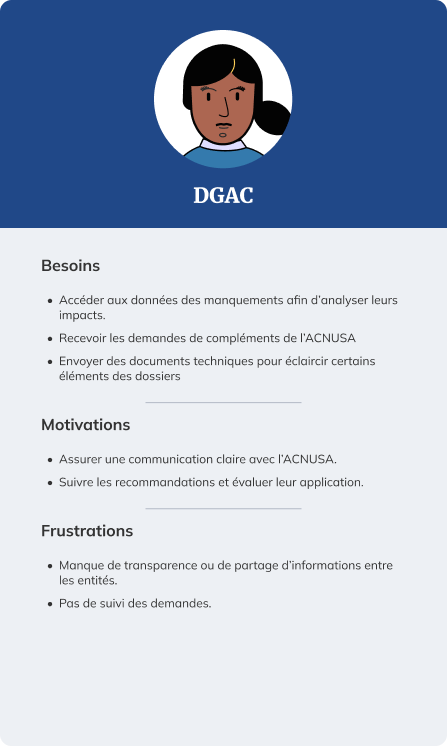 DGAC
Besoins
• Accéder aux données des manquements afin d'analyser leurs
impacts.
• Recevoir les demandes de compléments de l'ACNUSA
• Envoyer des documents techniques pour éclaircir certains
éléments des dossiers
Motivations
• Assurer une communication claire avec l'ACNUSA.
• Suivre les recommandations et évaluer leur application.
Frustrations
• Manque de transparence ou de partage d'informations entre
les entités.
• Pas de suivi des demandes.